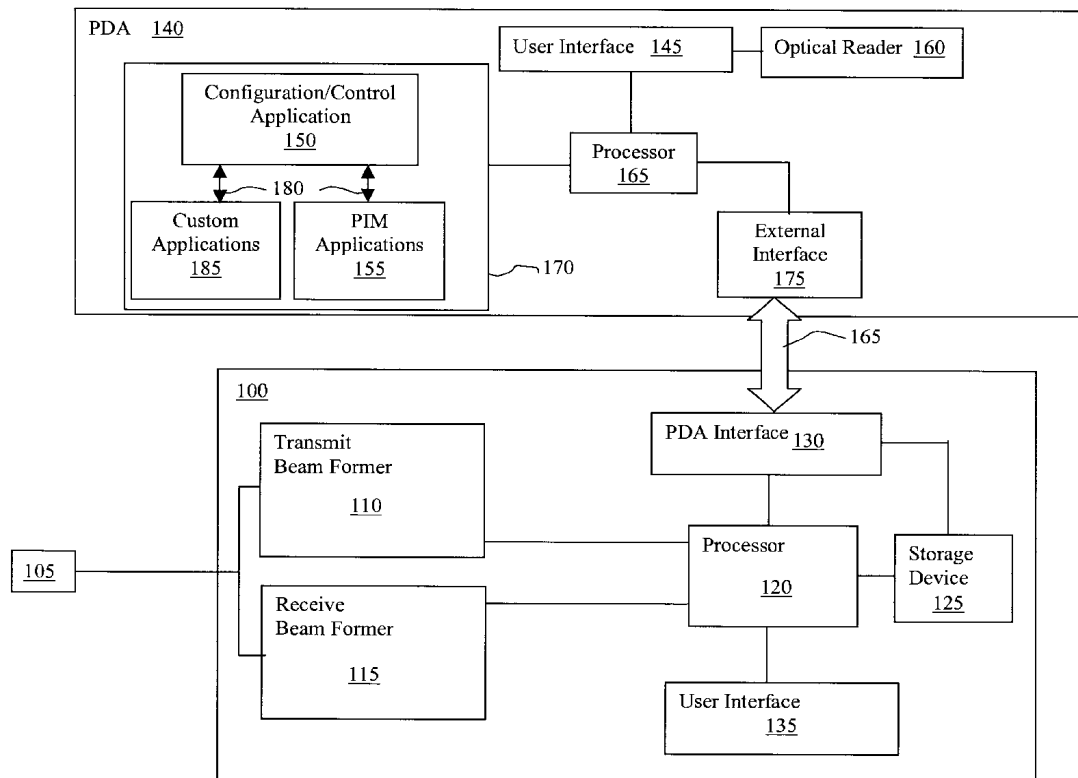 PDA 140
User Interface 145
Optical Reader 160
Configuration/Control
Application
150
Processor
165
180
Custom
Applications
185
PIM
Applications
155
170
External
Interface
175
165
100
Transmit
Beam Former
110
PDA Interface 130
105
Processor
120
Storage
Device
125
Receive
Beam Former
115
User Interface
135